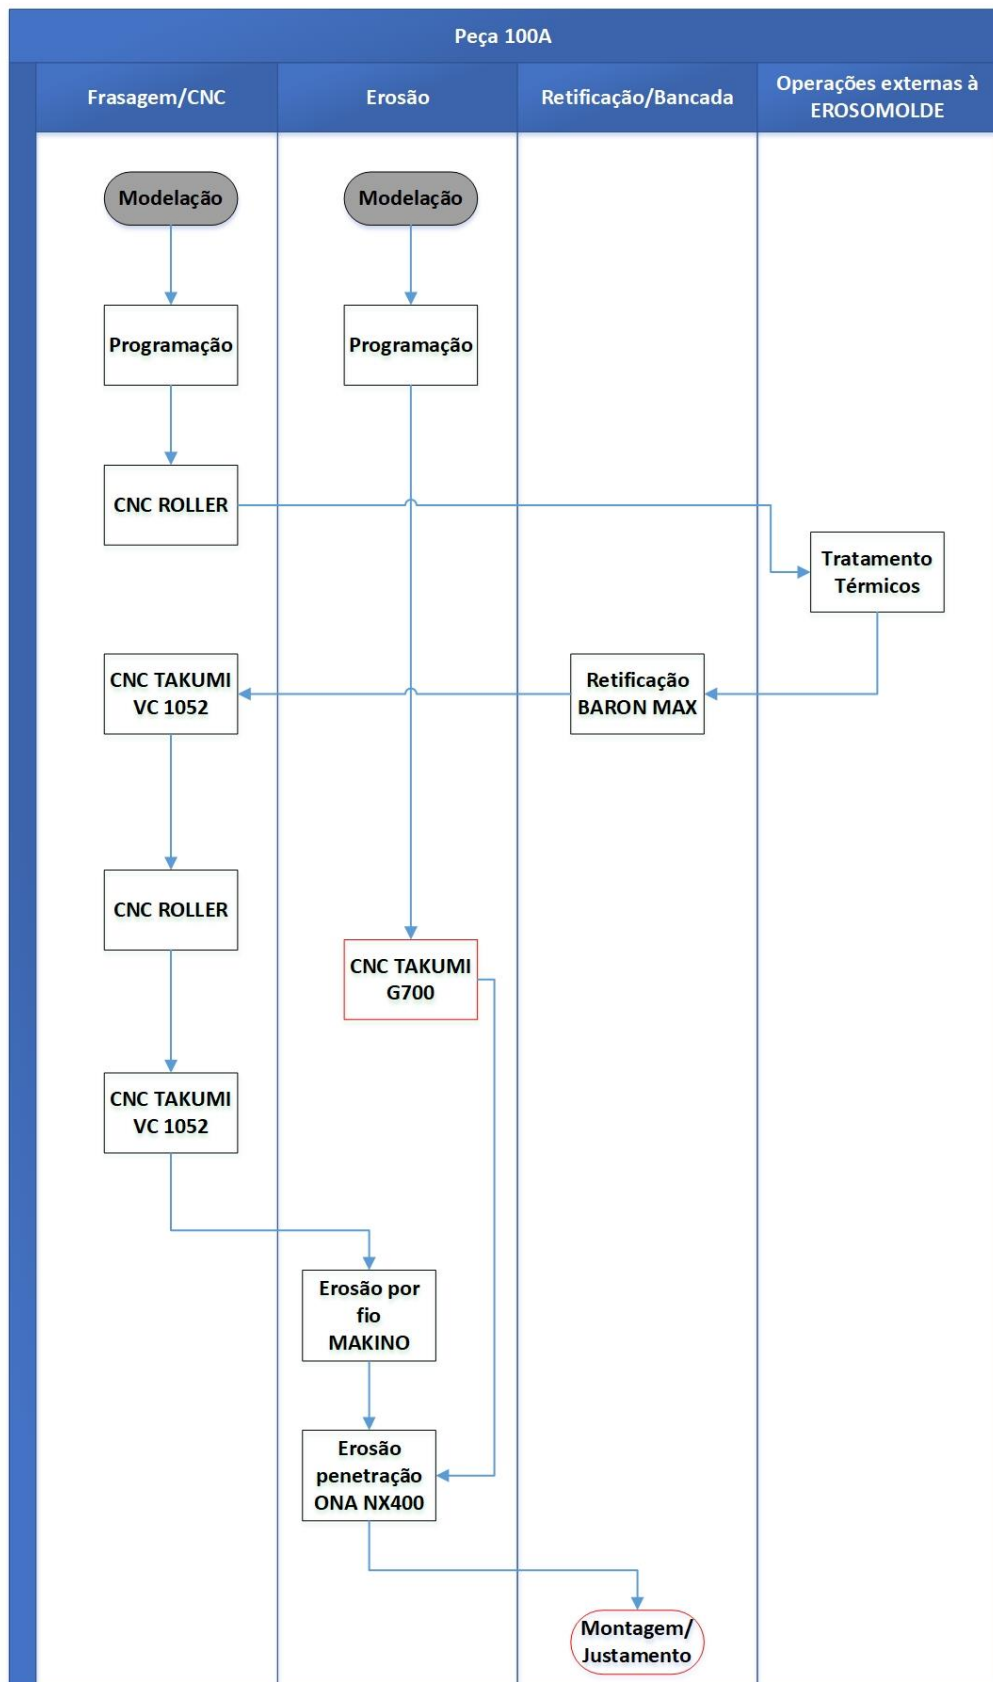 Peça 100A
Frasagem/CNC
Erosão
Retificação/Bancada
Operações externas à
EROSOMOLDE
Modelação
Modelação
Programação
Programação
CNC ROLLER
Tratamento
Térmicos
CNC TAKUMI
VC 1052
Retificação
BARON MAX
CNC ROLLER
CNC TAKUMI
G700
CNC TAKUMI
VC 1052
Erosão por
fio
MAKINO
Erosão
penetração
ONA NX400
Montagem/
Justamento